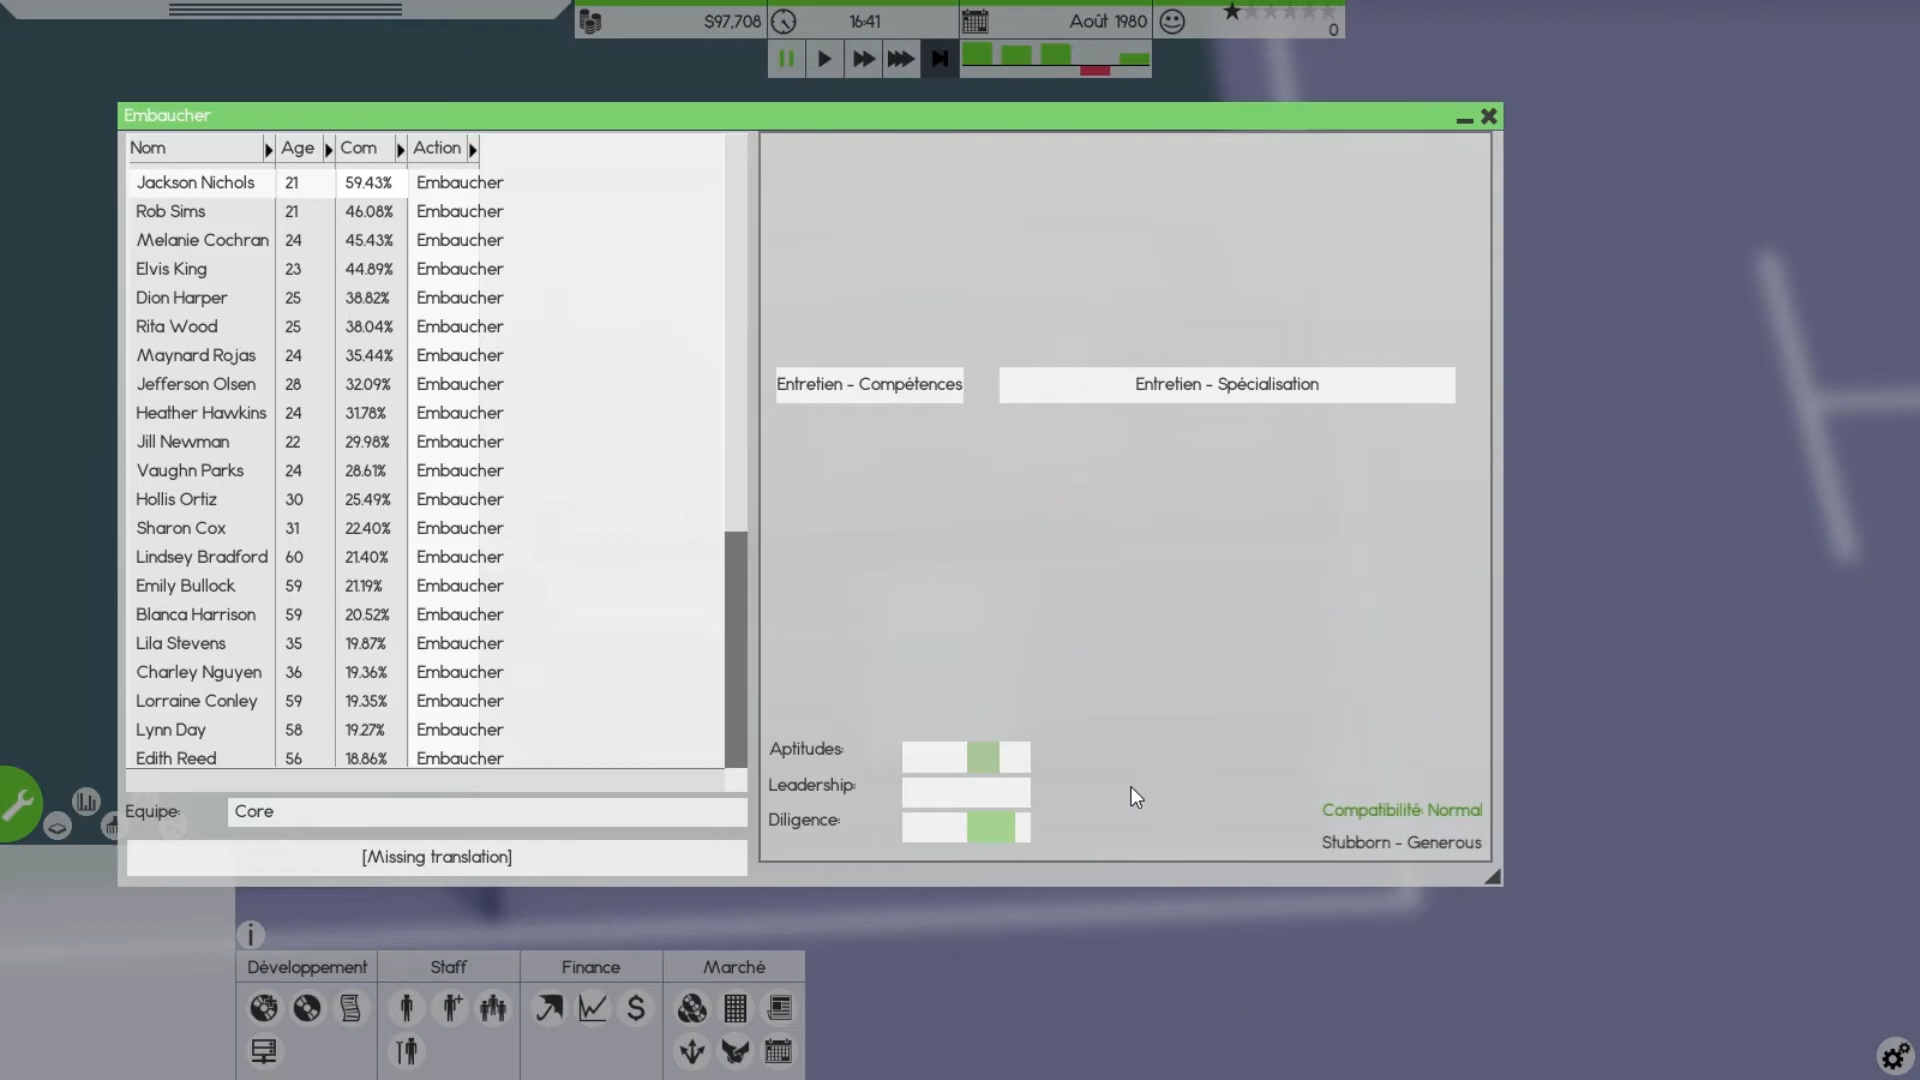 $97,708 16:41 Août 1980
0
Embaucher
Nom Age Com Action
Jackson Nichols 21 59.43% Embaucher
Rob Sims 21 46.08% Embaucher
Melanie Cochran 24 45.43% Embaucher
Elvis King 23 44.89% Embaucher
Dion Harper 25 38.82% Embaucher
Rita Wood 25 38.04% Embaucher
Maynard Rojas 24 35.44% Embaucher
Jefferson Olsen 28 32.09% Embaucher
Heather Hawkins 24 31.78% Embaucher
Jill Newman 22 29.98% Embaucher
Vaughn Parks 24 28.61% Embaucher
Hollis Ortiz 30 25.49% Embaucher
Sharon Cox 31 22.40% Embaucher
Lindsey Bradford 60 21.40% Embaucher
Emily Bullock 59 21.19% Embaucher
Blanca Harrison 59 20.52% Embaucher
Lila Stevens 35 19.87% Embaucher
Charley Nguyen 36 19.36% Embaucher
Lorraine Conley 59 19.35% Embaucher
Lynn Day 58 19.27% Embaucher
Edith Reed 56 18.86% Embaucher
Equipe: Core
[Missing translation]
Entretien - Compétences Entretien - Spécialisation
Aptitudes:
Leadership:
Diligence:
Compatibilité: Normal
Stubborn - Generous
Développement Staff Finance Marché